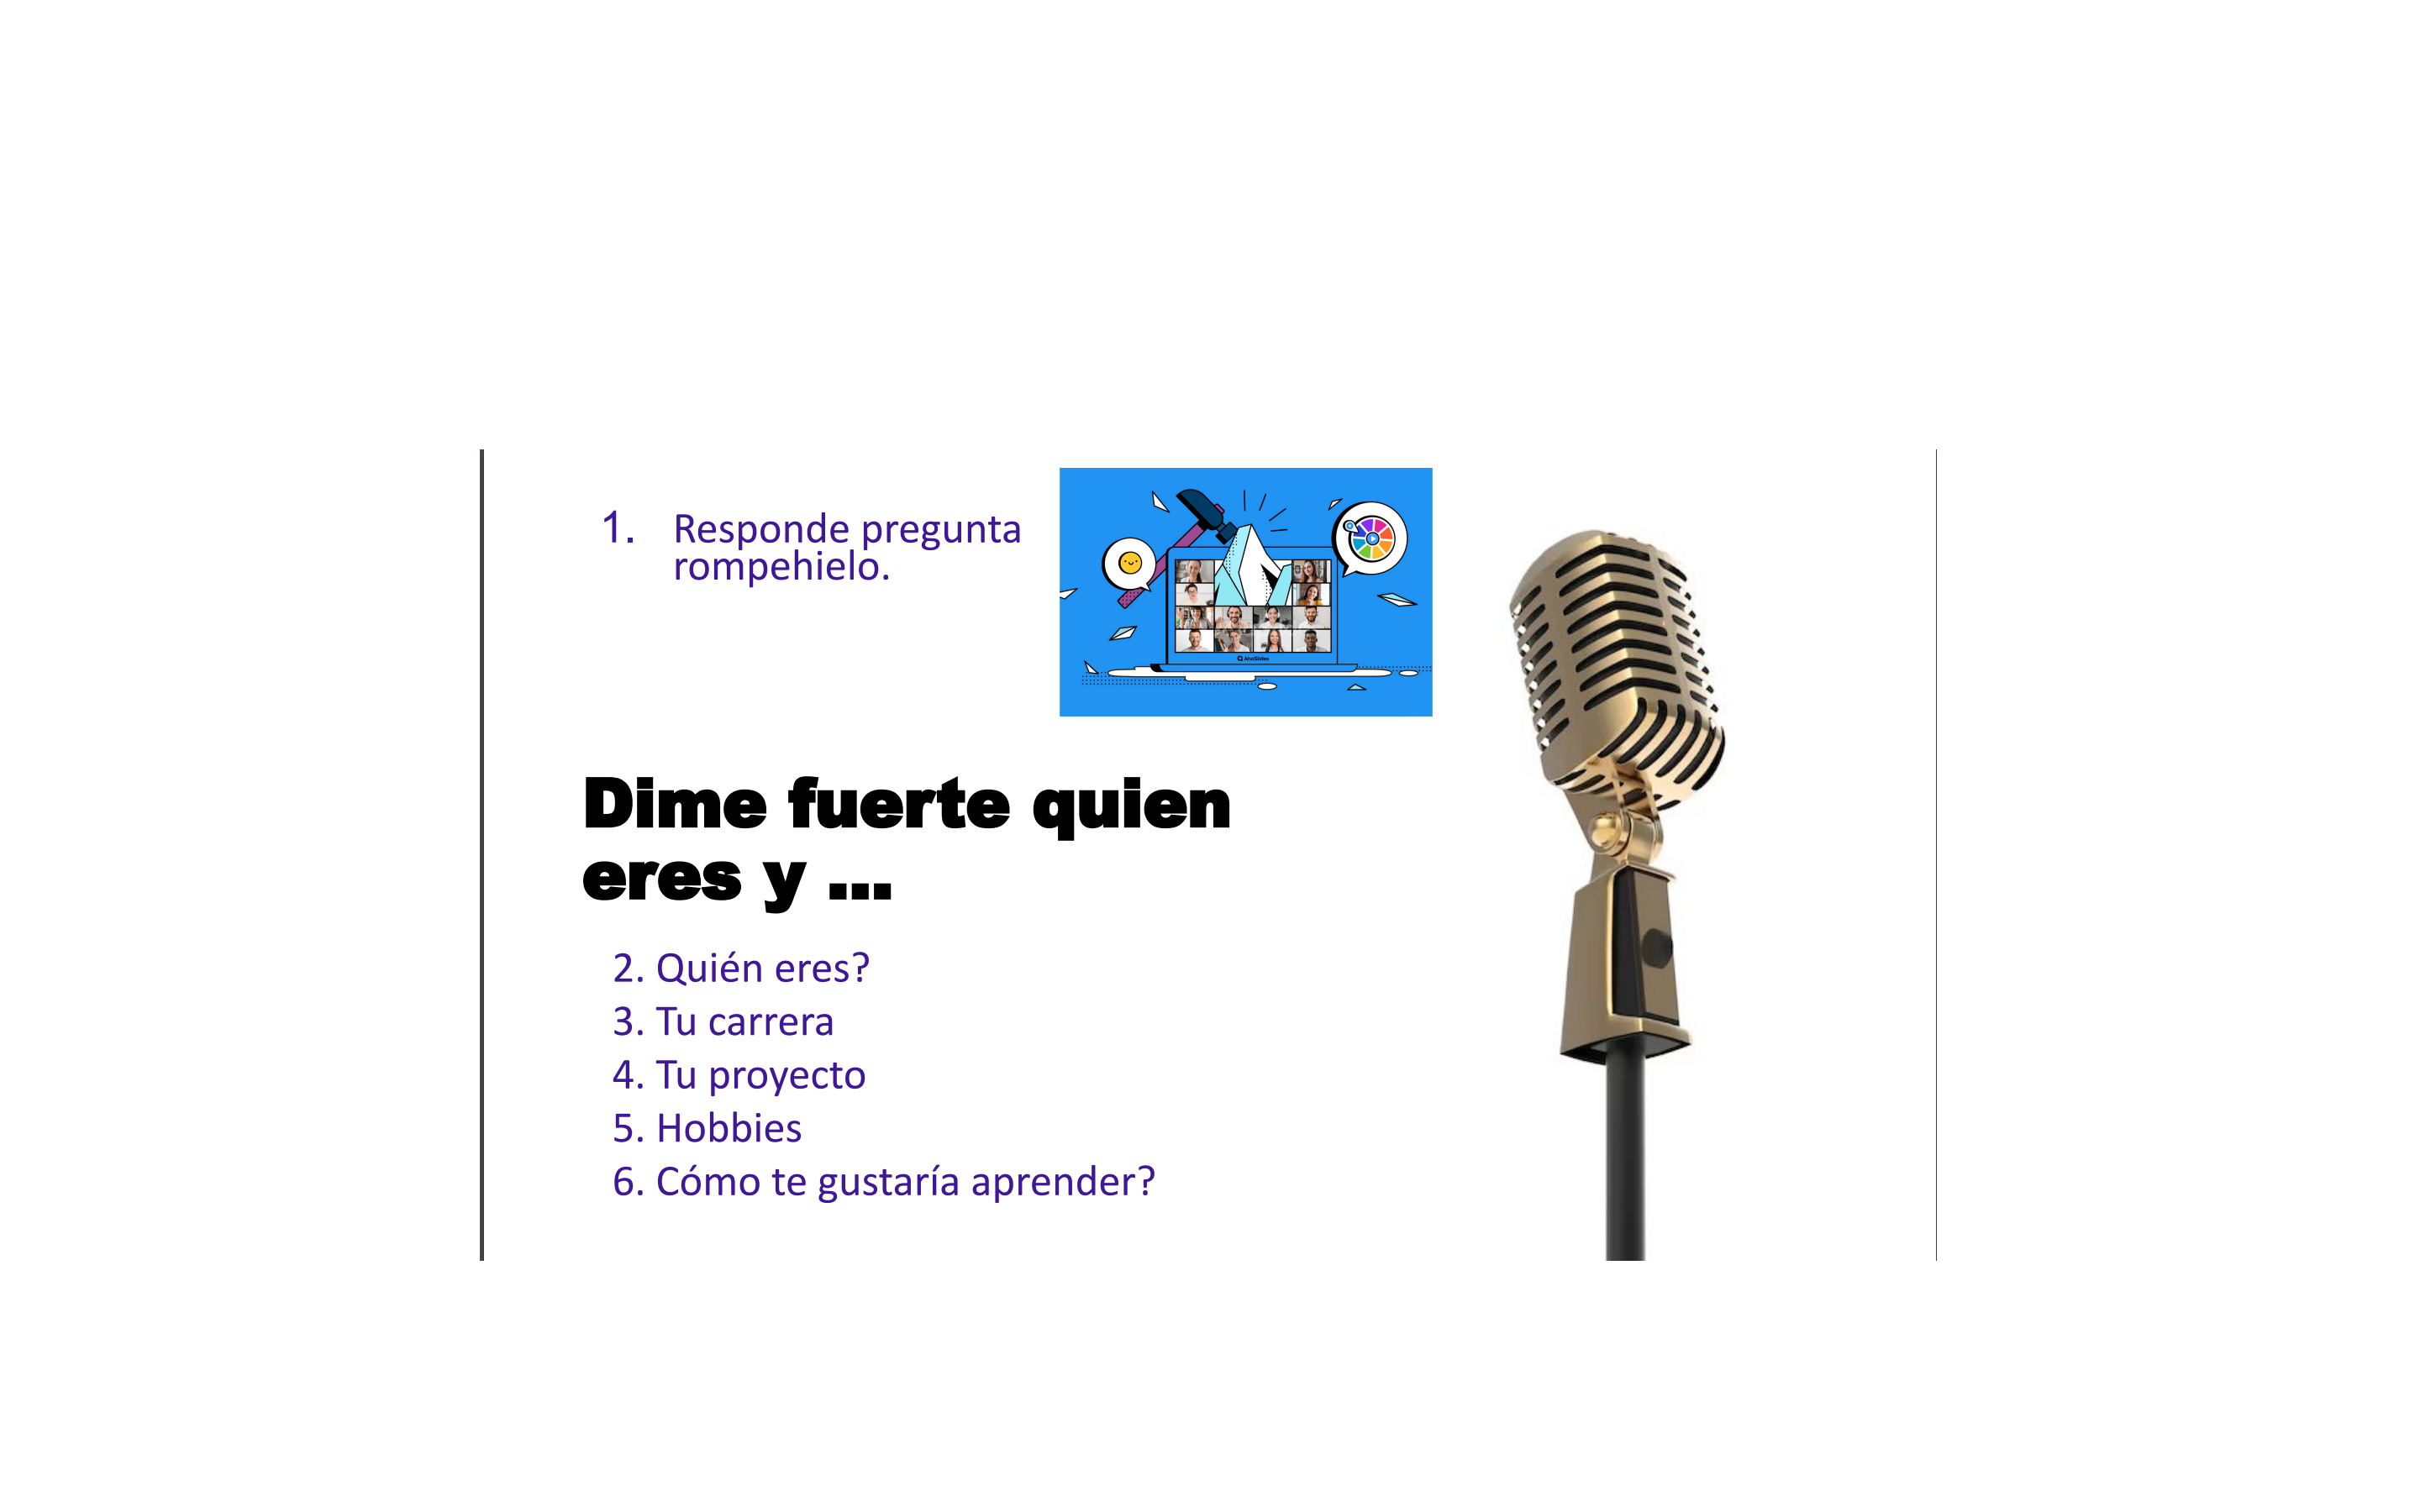 1. Responde pregunta
rompehielo.
AhaSlides
Dime fuerte quien
eres y ...
2. Quién eres?
3. Tu carrera
4. Tu proyecto
5. Hobbies
6. Cómo te gustaría aprender?